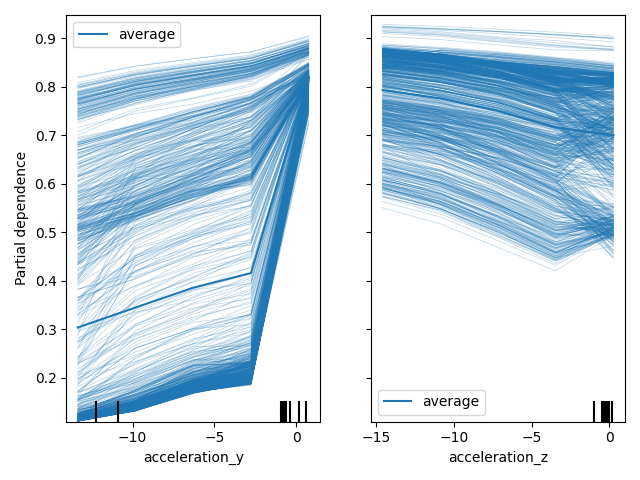 average
0.9
0.8
0.7
0.6
0.5
0.4
0.3
0.2
Partial dependence
−10 −5 0
acceleration_y
average
−15 −10 −5 0
acceleration_z